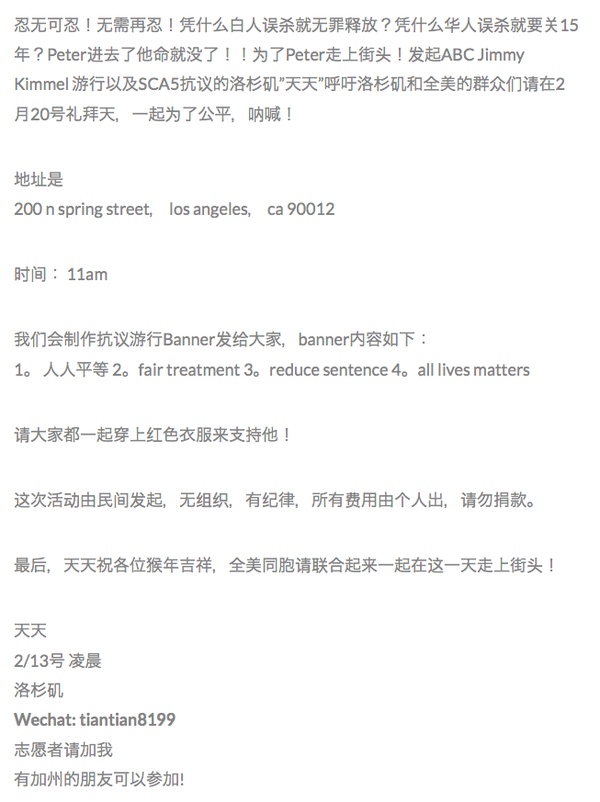 忍无可忍！无需再忍！凭什么白人误杀就无罪释放？凭什么华人误杀就要关15
年？Peter进去了他命就没了！！为了Peter走上街头！发起ABC Jimmy
Kimmel 游行以及SCA5抗议的洛杉矶”天天”呼吁洛杉矶和全美的群众们请在2
月20号礼拜天，一起为了公平，呐喊！
地址是
200 n spring street， los angeles， ca 90012
时间： 11am
我们会制作抗议游行Banner发给大家，banner内容如下：
1。 人人平等 2。fair treatment 3。reduce sentence 4。all lives matters
请大家都一起穿上红色衣服来支持他！
这次活动由民间发起，无组织，有纪律，所有费用由个人出，请勿捐款。
最后，天天祝各位猴年吉祥，全美同胞请联合起来一起在这一天走上街头！
天天
2/13号 凌晨
洛杉矶
Wechat: tiantian8199
志愿者请加我
有加州的朋友可以参加!